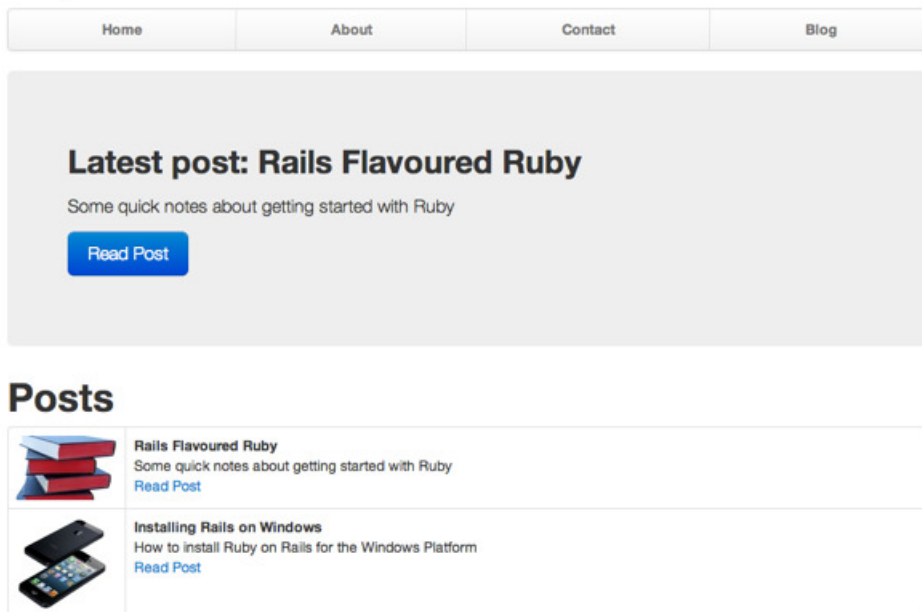 Home About Contact Blog
Latest post: Rails Flavoured Ruby
Some quick notes about getting started with Ruby
Read Post
Posts
Rails Flavoured Ruby
Some quick notes about getting started with Ruby
Read Post
Installing Rails on Windows
How to install Ruby on Rails for the Windows Platform
Read Post